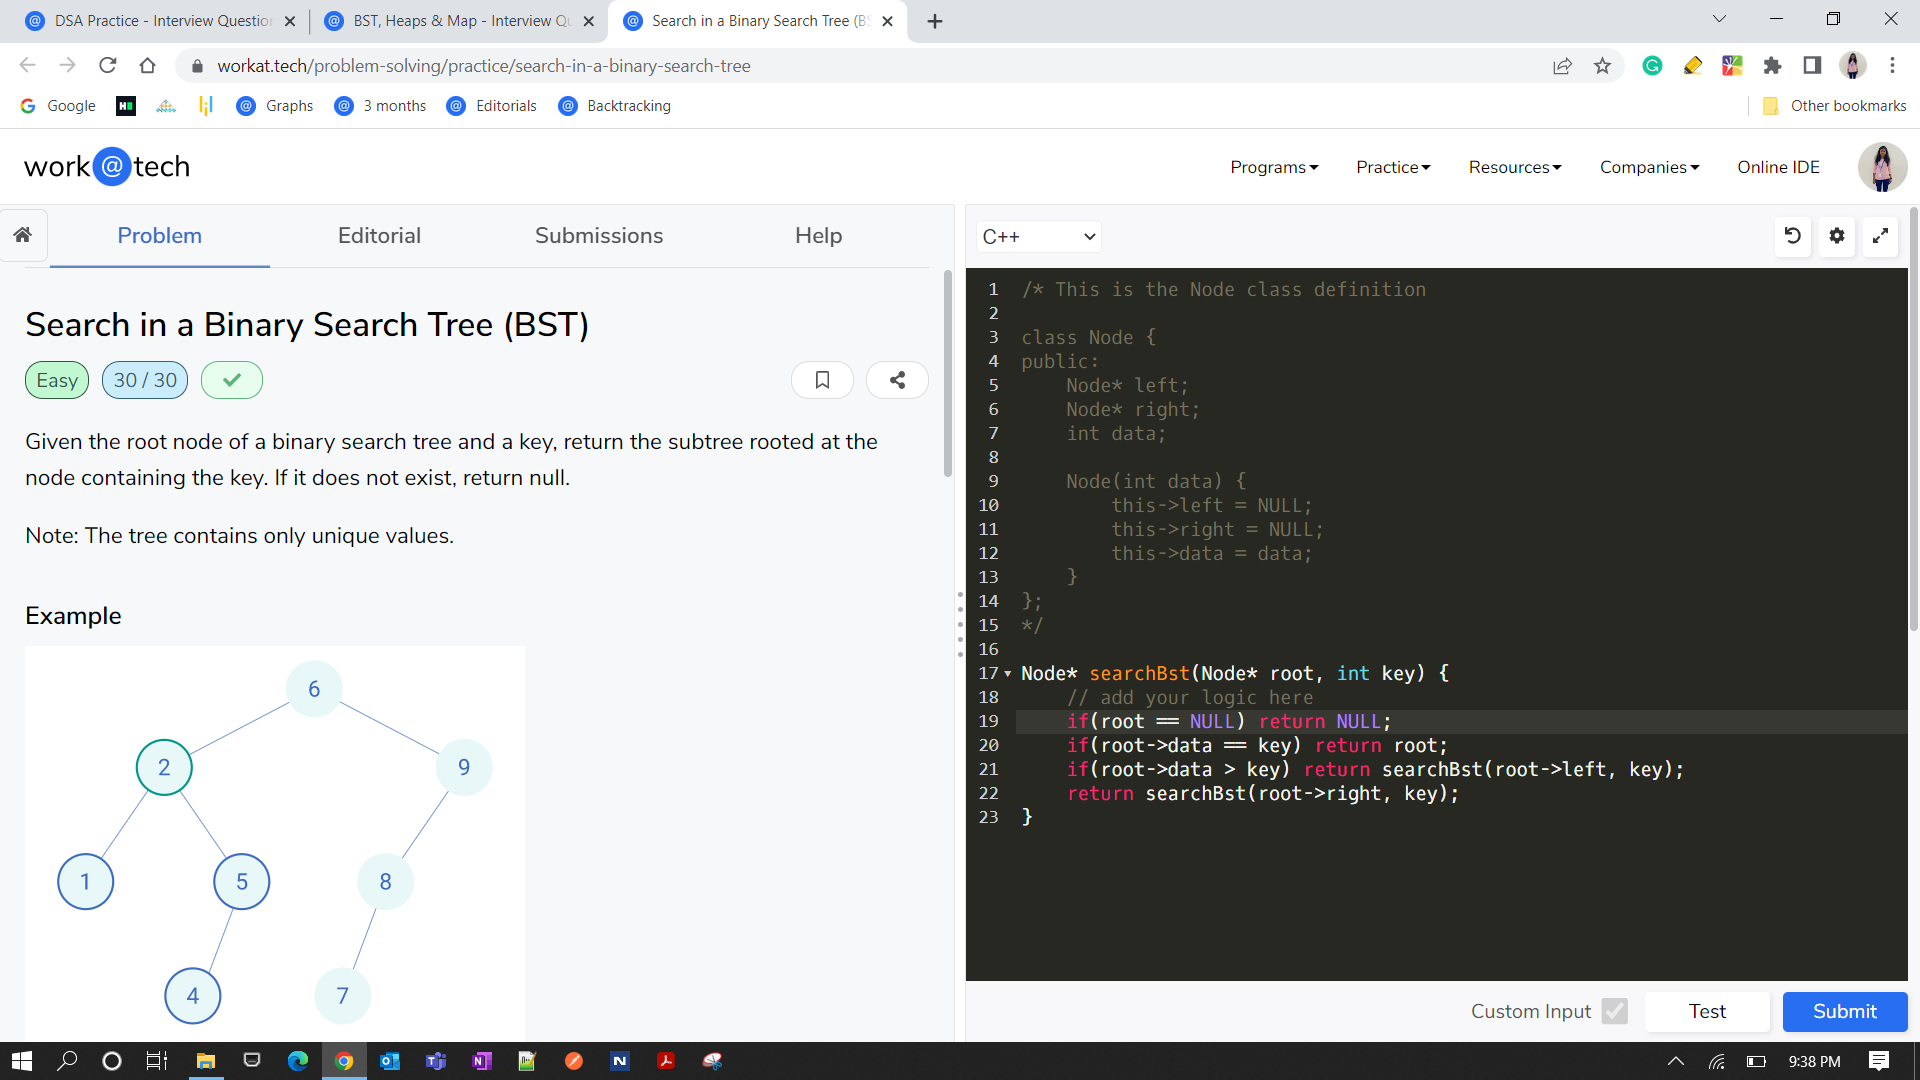 DSA Practice - Interview Question
BST, Heaps & Map - Interview Qu
Search in a Binary Search Tree (BS
workat.tech/problem-solving/practice/search-in-a-binary-search-tree
Google
Graphs
3 months
Editorials
Backtracking
Other bookmarks
work@tech
Programs
Practice
Resources
Companies
Online IDE
Problem
Editorial
Submissions
Help
Search in a Binary Search Tree (BST)
Easy
30 / 30
Given the root node of a binary search tree and a key, return the subtree rooted at the
node containing the key. If it does not exist, return null.
Note: The tree contains only unique values.
Example
6
2
9
1
5
8
4
7
C++
1 /* This is the Node class definition
2
3 class Node {
4 public:
5 Node* left;
6 Node* right;
7 int data;
8
9 Node(int data) {
10 this->left = NULL;
11 this->right = NULL;
12 this->data = data;
13 }
14 };
15 */
16
17 Node* searchBst(Node* root, int key) {
18 // add your logic here
19 if(root == NULL) return NULL;
20 if(root->data == key) return root;
21 if(root->data > key) return searchBst(root->left, key);
22 return searchBst(root->right, key);
23 }
Custom Input
Test
Submit
9:38 PM